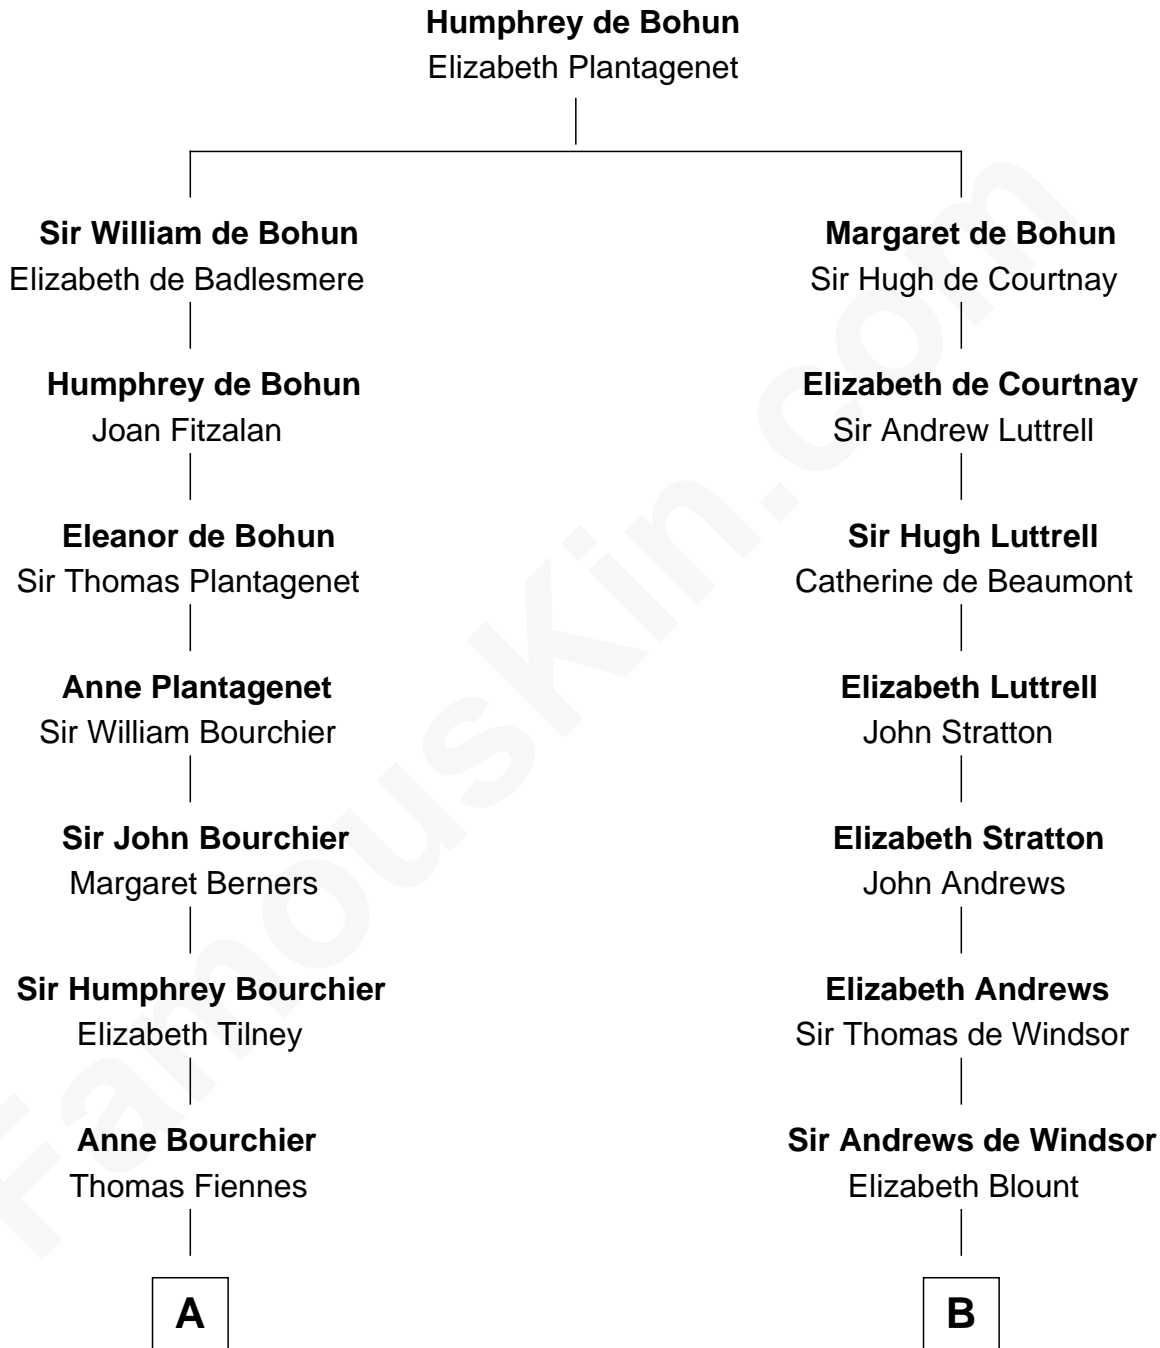 Humphrey de Bohun
Elizabeth Plantagenet
Sir William de Bohun
Elizabeth de Badlesmere
Margaret de Bohun
Sir Hugh de Courtnay
Humphrey de Bohun
Joan Fitzalan
Elizabeth de Courtnay
Sir Andrew Luttrell
Eleanor de Bohun
Sir Thomas Plantagenet
Sir Hugh Luttrell
Catherine de Beaumont
Anne Plantagenet
Sir William Bourchier
Elizabeth Luttrell
John Stratton
Sir John Bourchier
Margaret Berners
Elizabeth Stratton
John Andrews
Sir Humphrey Bourchier
Elizabeth Tilney
Elizabeth Andrews
Sir Thomas de Windsor
Anne Bourchier
Thomas Fiennes
Sir Andrews de Windsor
Elizabeth Blount
A
B
FamousKin.com